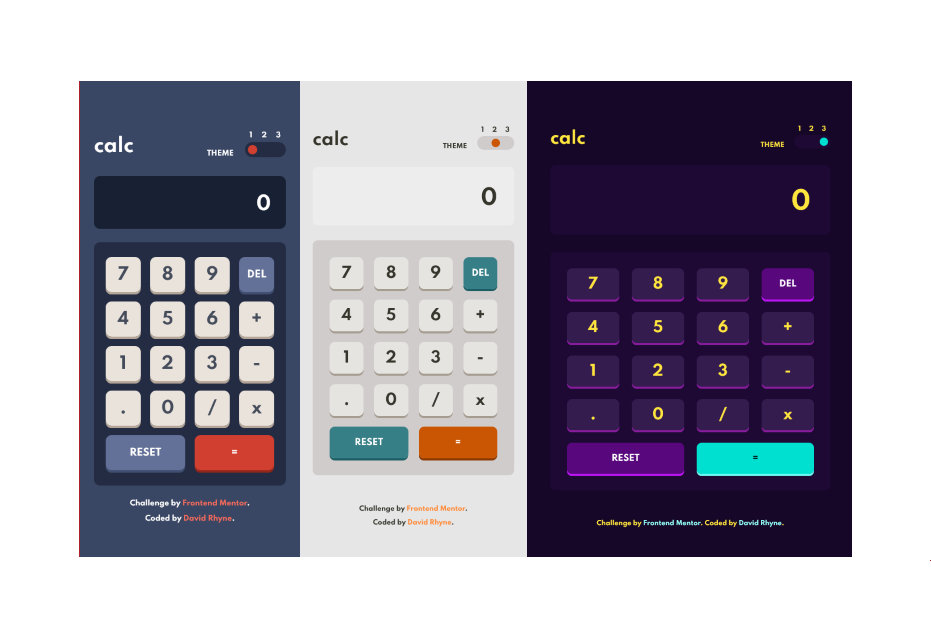 calc
1 2 3
THEME
0
7 8 9 DEL
4 5 6 +
1 2 3 -
. 0 / x
RESET =
Challenge by Frontend Mentor.
Coded by David Rhyne.
calc
1 2 3
THEME
0
7 8 9 DEL
4 5 6 +
1 2 3 -
. 0 / x
RESET =
Challenge by Frontend Mentor.
Coded by David Rhyne.
calc
1 2 3
THEME
0
7 8 9 DEL
4 5 6 +
1 2 3 -
. 0 / x
RESET =
Challenge by Frontend Mentor. Coded by David Rhyne.